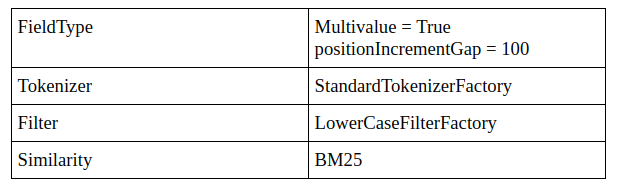 FieldType
Multivalue = True
positionIncrementGap = 100
Tokenizer
StandardTokenizerFactory
Filter
LowerCaseFilterFactory
Similarity
BM25